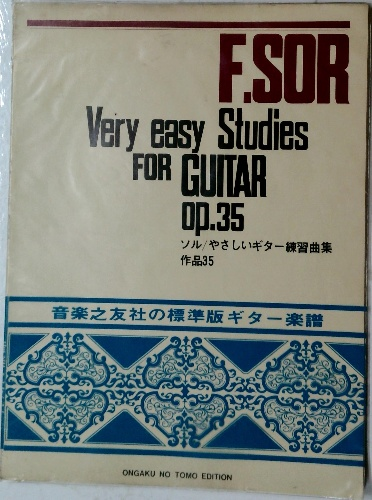 F.SOR
Very easy Studies
FOR GUITAR
op.35
ソル/やさしいギター練習曲集
作品35
音楽之友社の標準版ギター楽譜
ONGAKU NO TOMO EDITION